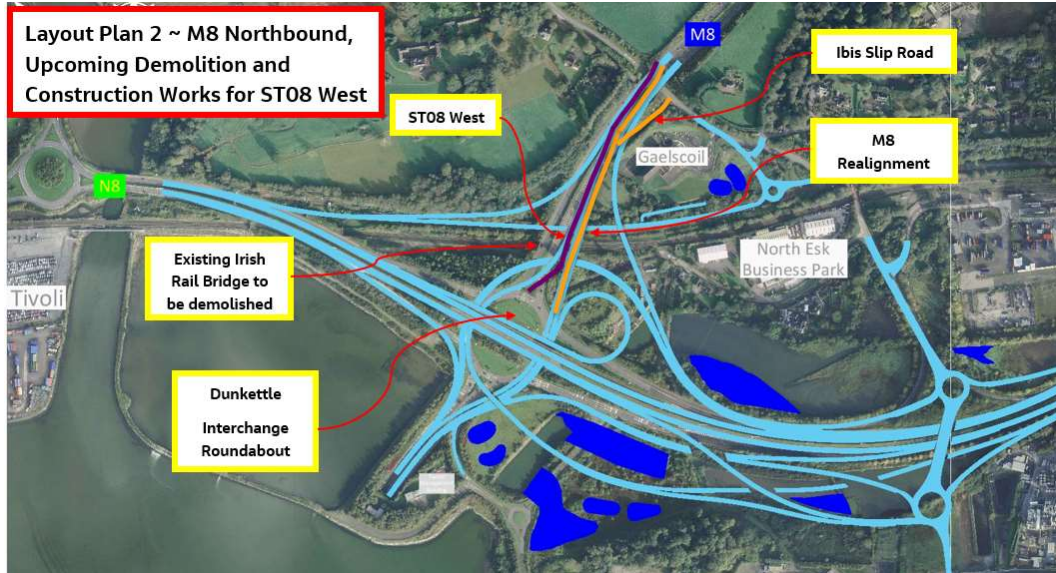 Layout Plan 2 ~ M8 Northbound,
Upcoming Demolition and
Construction Works for ST08 West
M8
Ibis Slip Road
ST08 West
M8
Realignment
Gaelscoil
N8
Existing Irish
Rail Bridge to
be demolished
North Esk
Business Park
Tivoli
Dunkettle
Interchange
Roundabout